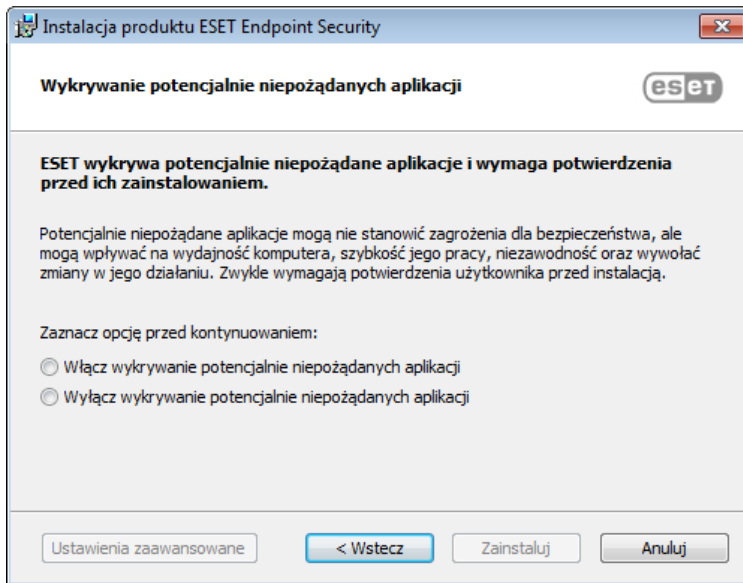 Instalacja produktu ESET Endpoint Security
Wykrywanie potencjalnie niepożądanych aplikacji
eset
ESET wykrywa potencjalnie niepożądane aplikacje i wymaga potwierdzenia
przed ich zainstalowaniem.
Potencjalnie niepożądane aplikacje mogą nie stanowić zagrożenia dla bezpieczeństwa, ale
mogą wpływać na wydajność komputera, szybkość jego pracy, niezawodność oraz wywołać
zmiany w jego działaniu. Zwykle wymagają potwierdzenia użytkownika przed instalacją.
Zaznacz opcję przed kontynuowaniem:
Włącz wykrywanie potencjalnie niepożądanych aplikacji
Wyłącz wykrywanie potencjalnie niepożądanych aplikacji
Ustawienia zaawansowane < Wstecz Zainstaluj Anuluj